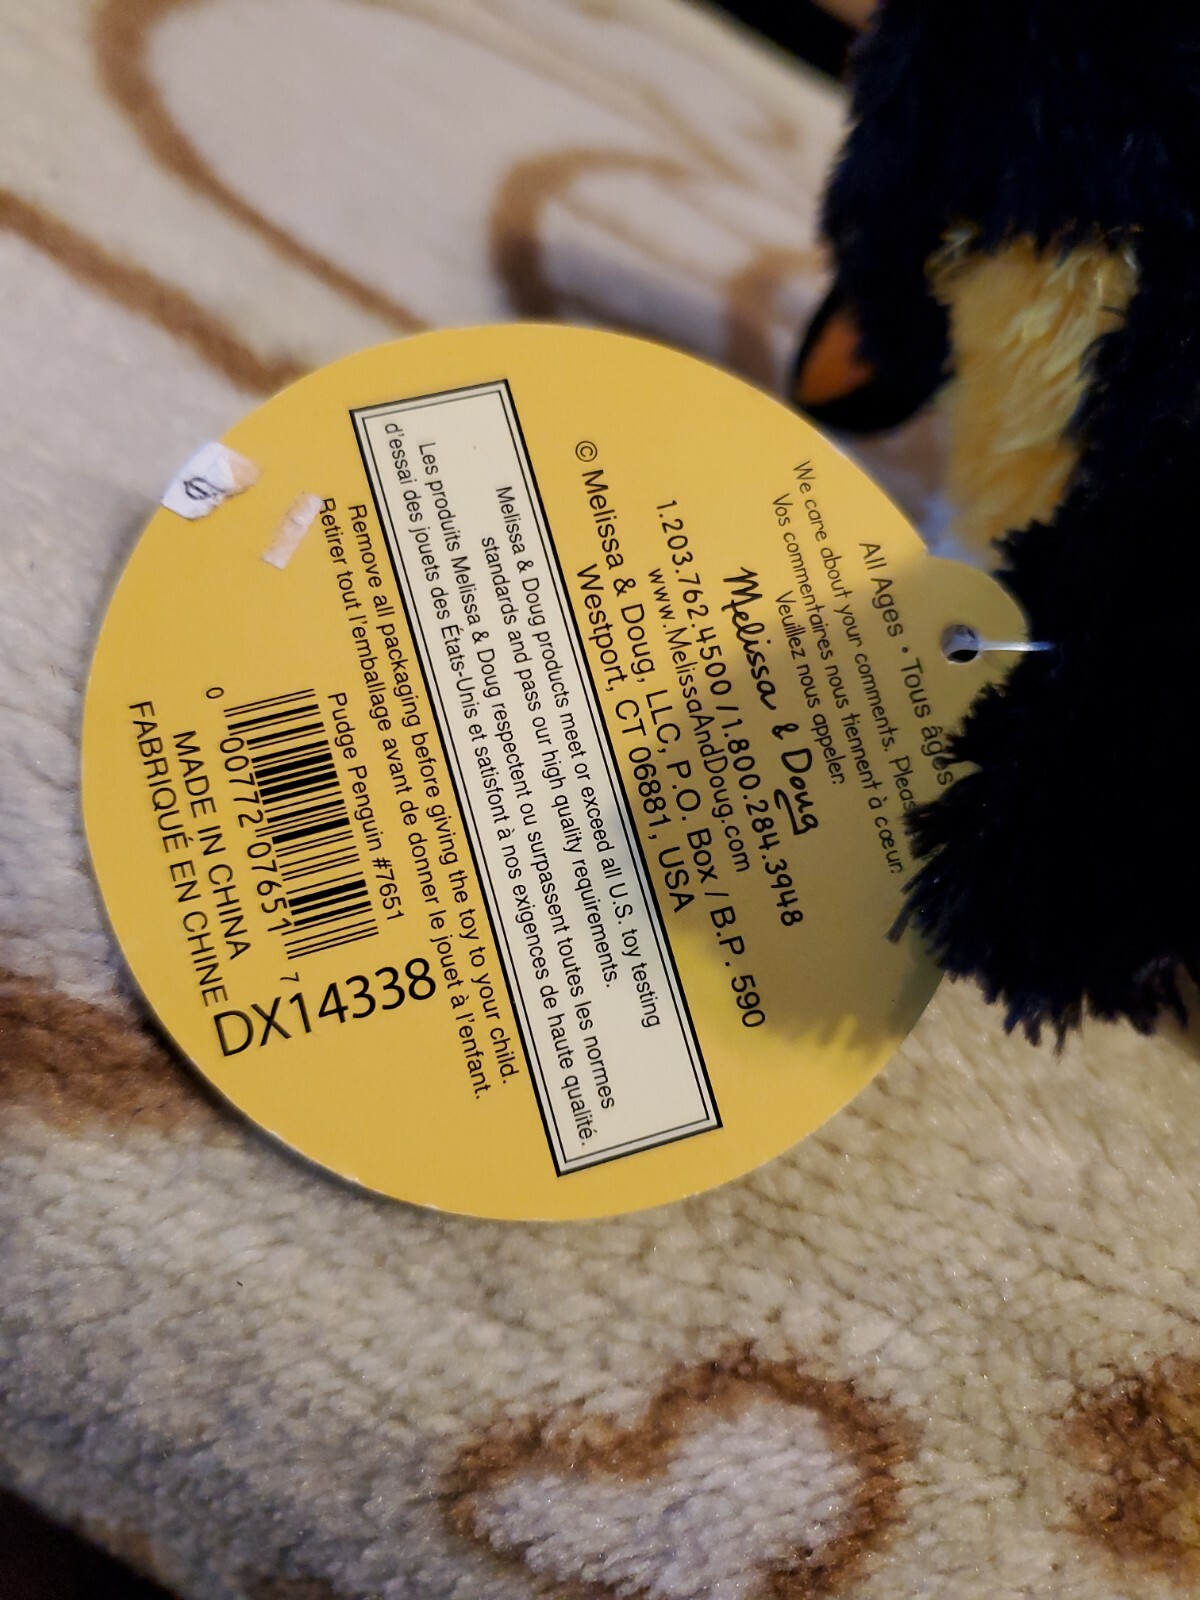 All Ages • Tous âges
We care about your comments.
Vos commentaires nous tiennent à cœur.
Veuillez nous appeler:
Melissa & Doug
1.203.762.4500 / 1.800.284.3948
www.MelissaAndDoug.com
© Melissa & Doug, LLC, P.O. Box / B.P. 590
Westport, CT 06881, USA
Melissa & Doug products meet or exceed all U.S. toy testing
standards and pass our high quality requirements.
Les produits Melissa & Doug respectent ou surpassent toutes les normes
d'essai des jouets des États-Unis et satisfont à nos exigences de haute qualité.
Remove all packaging before giving the toy to your child.
Retirer tout l'emballage avant de donner le jouet à l'enfant.
Pudge Penguin #7651
0 00772 07651 7
DX14338
MADE IN CHINA
FABRIQUÉ EN CHINE